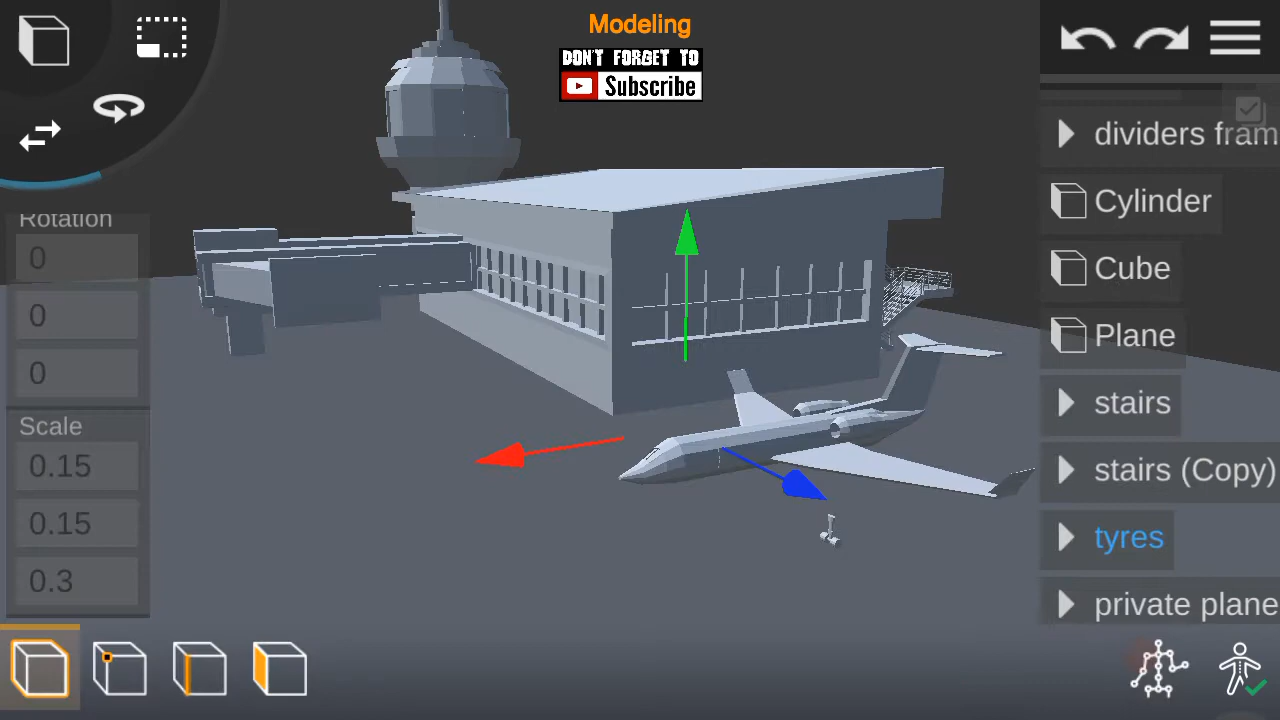 Modeling
DON'T FORGET TO
Subscribe
Rotation
0
0
0
Scale
0.15
0.15
0.3
dividers fram
Cylinder
Cube
Plane
stairs
stairs (Copy)
tyres
private plane